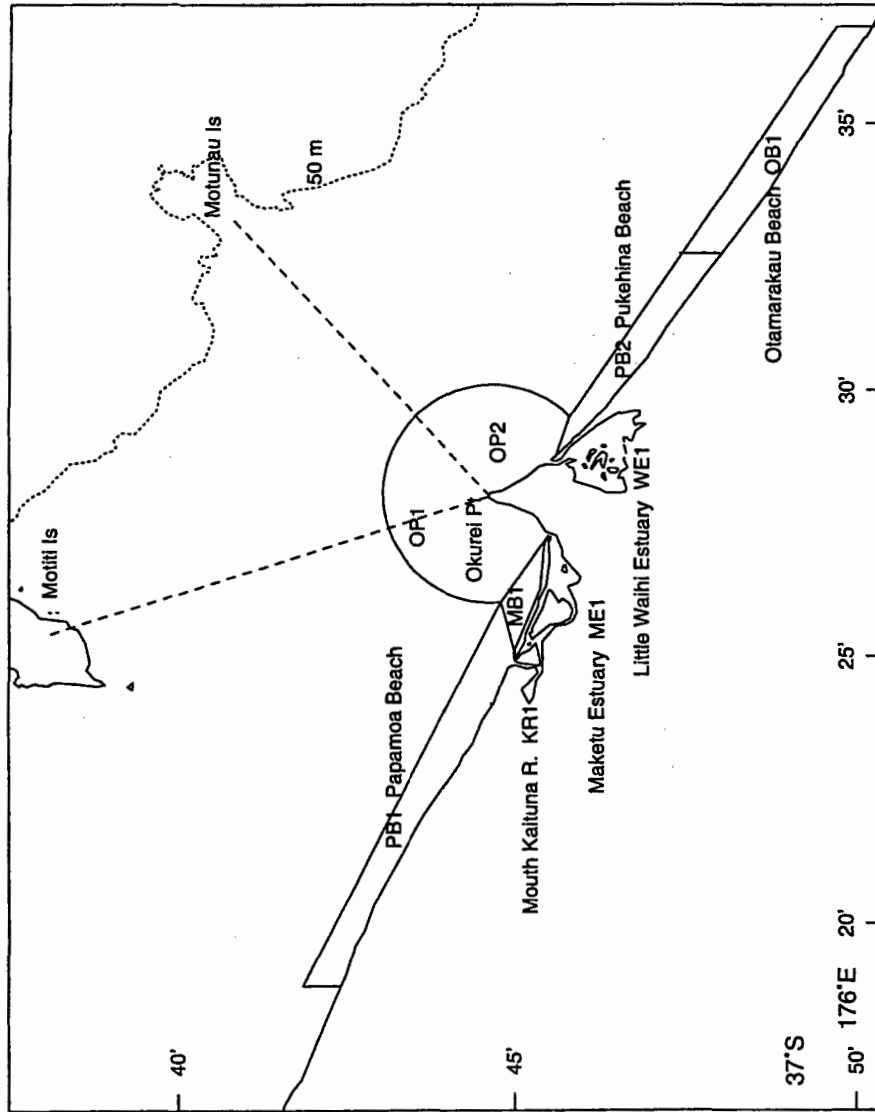 Motiti Is
Motunau Is
50 m
40'
OP1
Okurei Pt
OP2
MB1
PB1 Papamoa Beach
PB2 Pukehina Beach
Otamarakau Beach OB1
45'
Mouth Kaituna R. KR1
Maketu Estuary ME1
Little Waihi Estuary WE1
37°S
50'
176°E
20'
25'
30'
35'